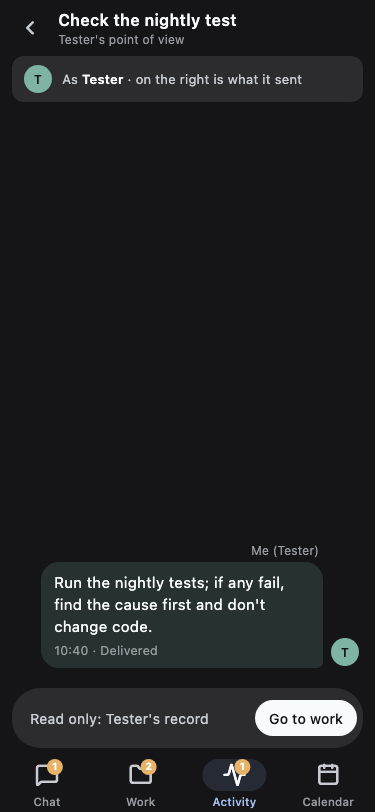 Check the nightly test
Tester's point of view
T
As Tester · on the right is what it sent
Me (Tester)
Run the nightly tests; if any fail,
find the cause first and don't
change code.
10:40 · Delivered
T
Read only: Tester's record
Go to work
1
2
1
Chat
Work
Activity
Calendar